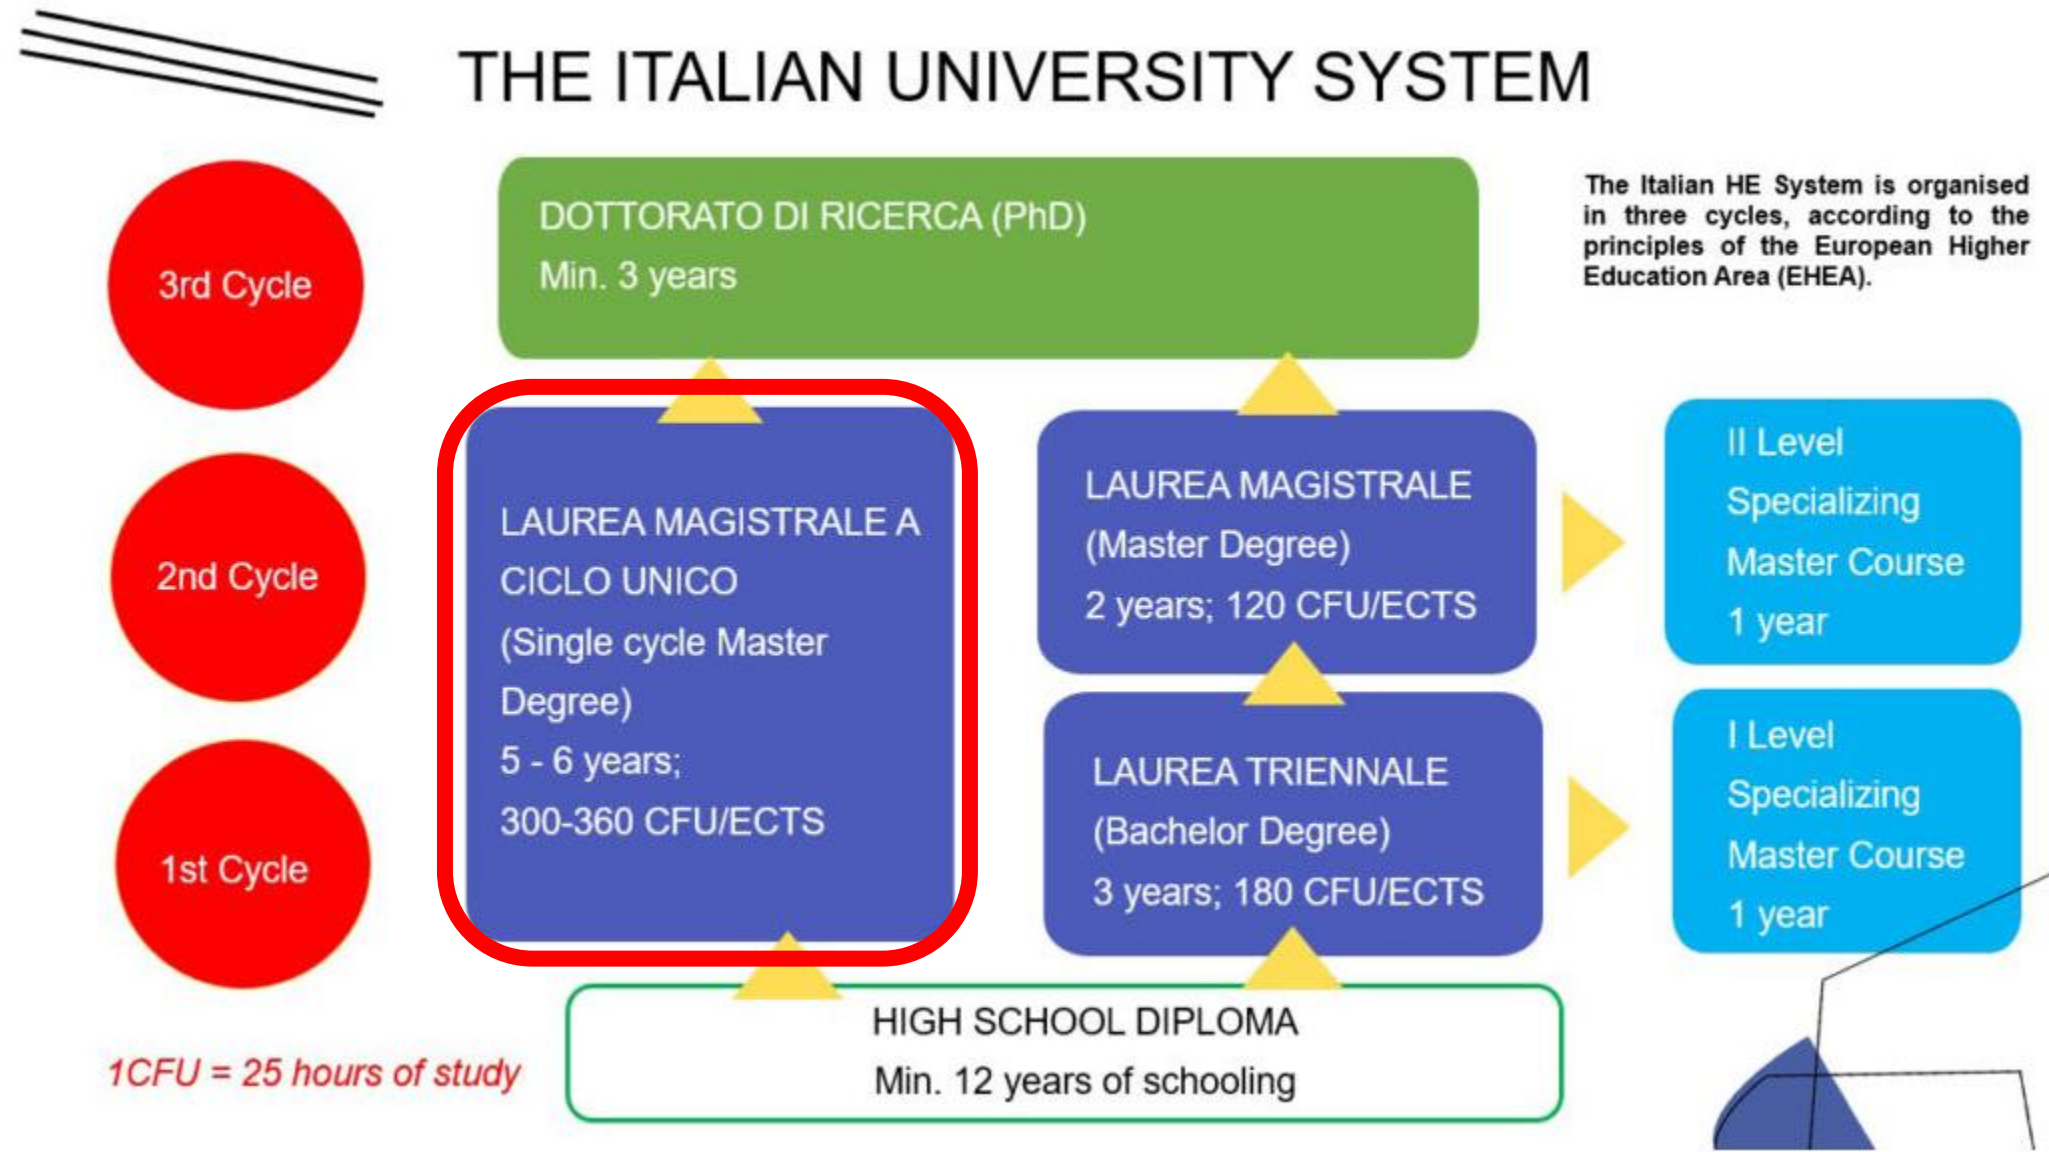 THE ITALIAN UNIVERSITY SYSTEM
3rd Cycle
DOTTORATO DI RICERCA (PhD)
Min. 3 years
The Italian HE System is organised
in three cycles, according to the
principles of the European Higher
Education Area (EHEA).
2nd Cycle
1st Cycle
LAUREA MAGISTRALE A
CICLO UNICO
(Single cycle Master
Degree)
5 - 6 years;
300-360 CFU/ECTS
LAUREA MAGISTRALE
(Master Degree)
2 years; 120 CFU/ECTS
II Level
Specializing
Master Course
1 year
LAUREA TRIENNALE
(Bachelor Degree)
3 years; 180 CFU/ECTS
I Level
Specializing
Master Course
1 year
HIGH SCHOOL DIPLOMA
Min. 12 years of schooling
1CFU = 25 hours of study